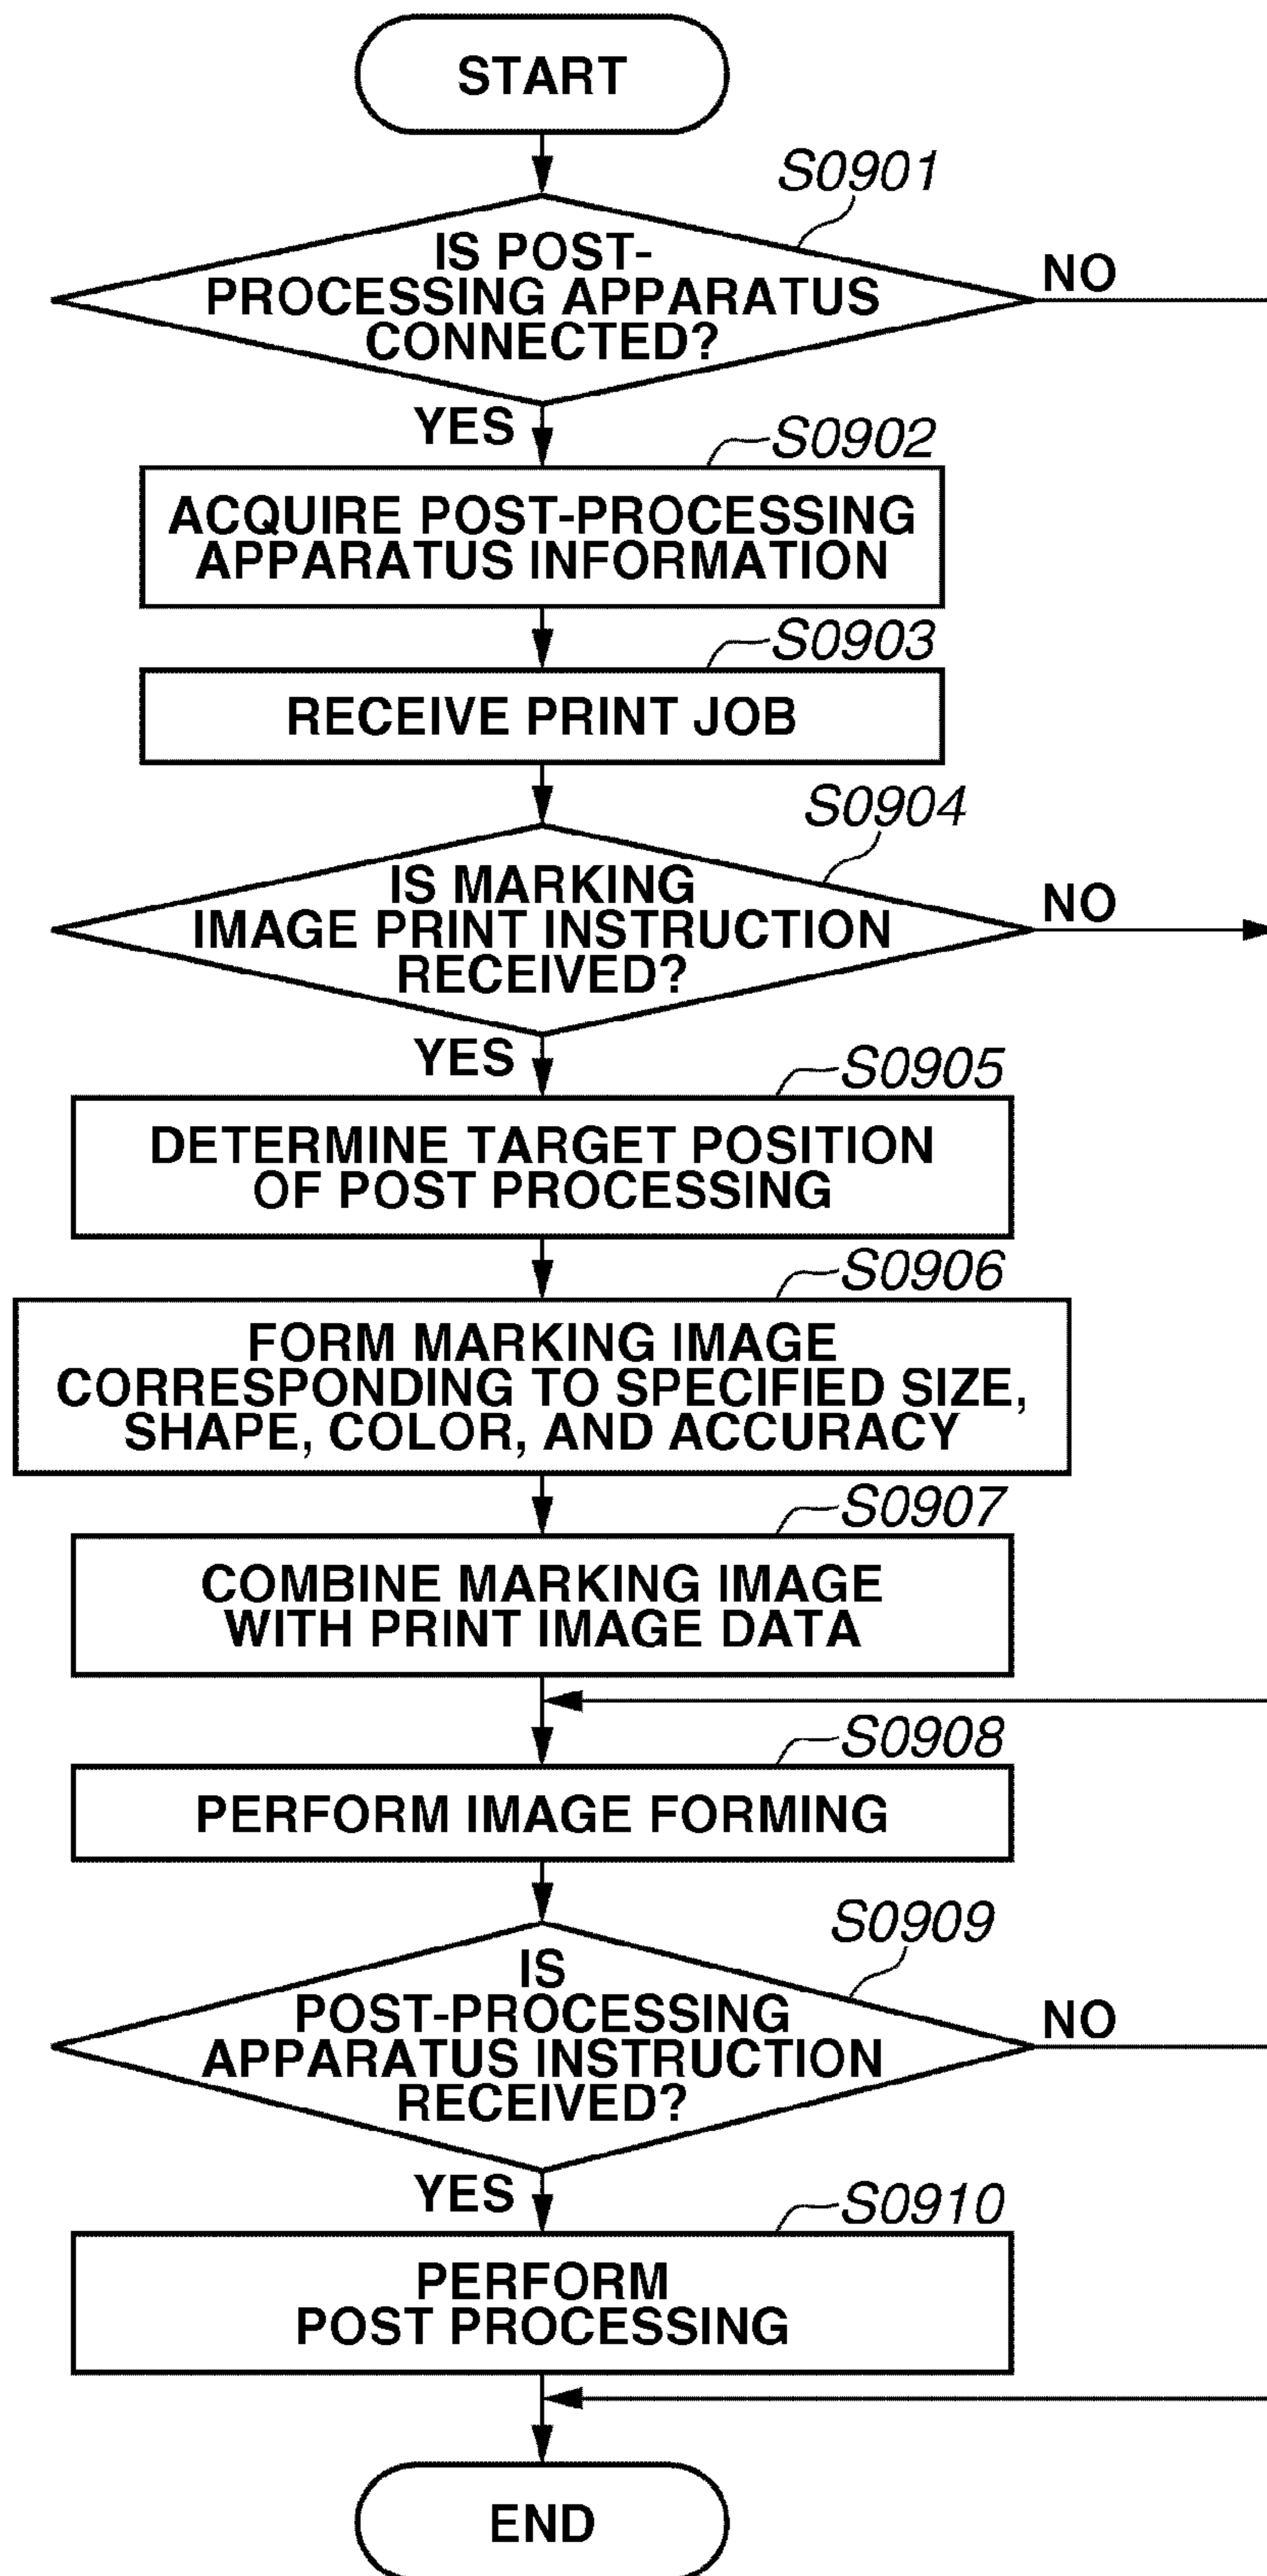 START
S0901
IS POST-
PROCESSING APPARATUS
CONNECTED?
NO
YES
S0902
ACQUIRE POST-PROCESSING
APPARATUS INFORMATION
S0903
RECEIVE PRINT JOB
S0904
IS MARKING
IMAGE PRINT INSTRUCTION
RECEIVED?
NO
YES
S0905
DETERMINE TARGET POSITION
OF POST PROCESSING
S0906
FORM MARKING IMAGE
CORRESPONDING TO SPECIFIED SIZE,
SHAPE, COLOR, AND ACCURACY
S0907
COMBINE MARKING IMAGE
WITH PRINT IMAGE DATA
S0908
PERFORM IMAGE FORMING
S0909
IS
POST-PROCESSING
APPARATUS INSTRUCTION
RECEIVED?
NO
YES
S0910
PERFORM
POST PROCESSING
END